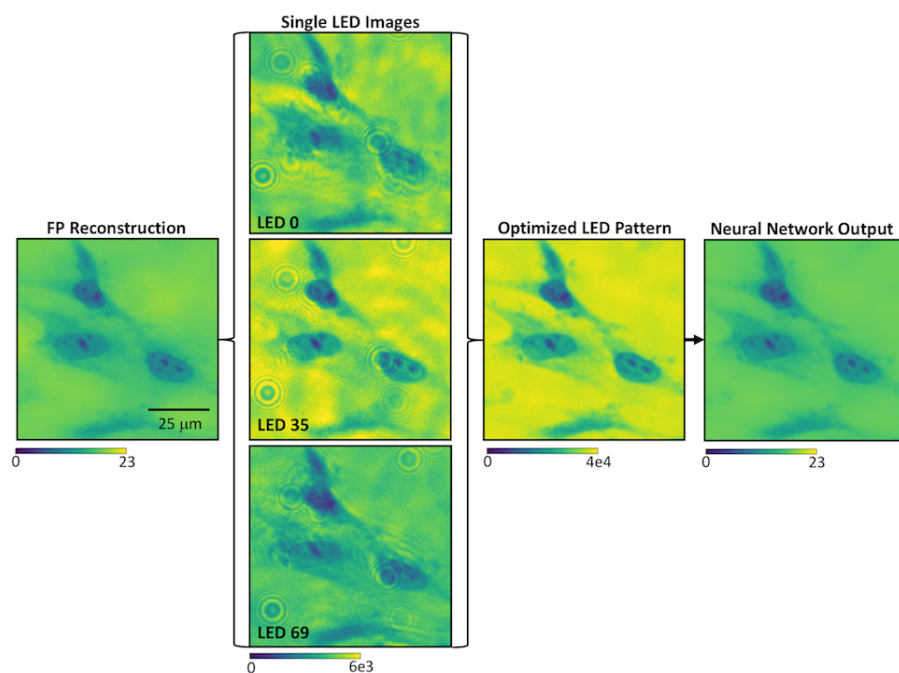 Single LED Images
LED 0
FP Reconstruction
Optimized LED Pattern
Neural Network Output
25 μm
LED 35
0 23
0 4e4
0 23
LED 69
0 6e3